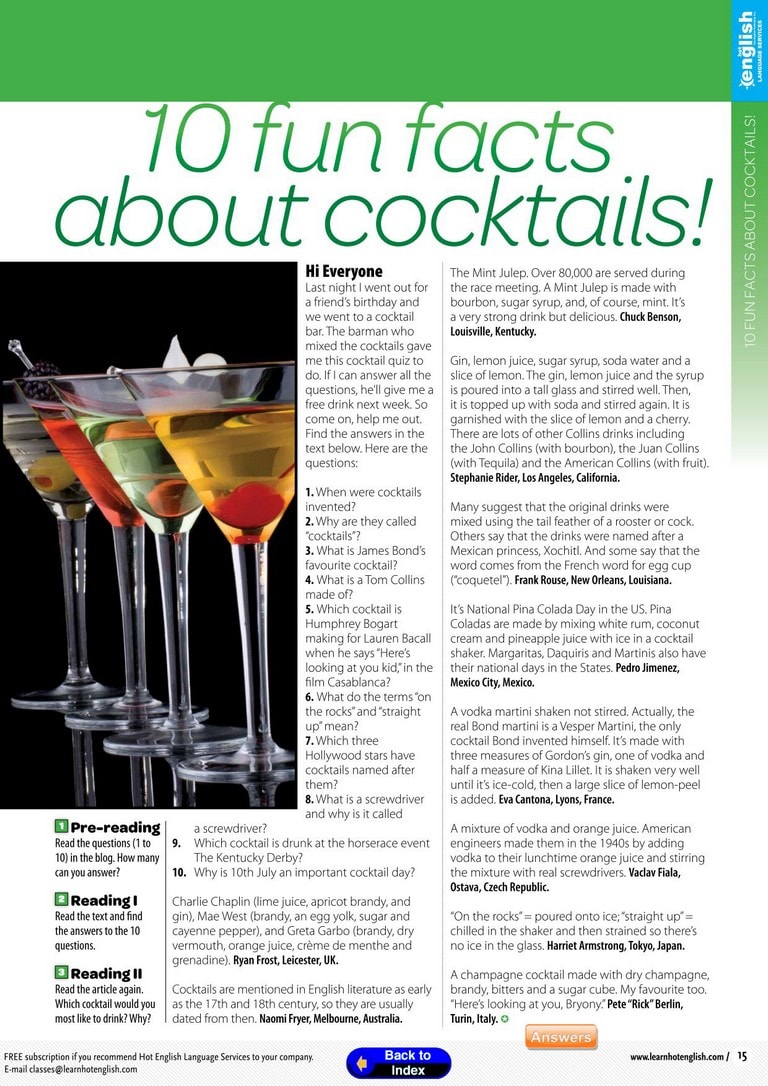 hot
english
LANGUAGE SERVICES
10 FUN FACTS ABOUT COCKTAILS!
10 fun facts
about cocktails!
Hi Everyone
Last night I went out for
a friend's birthday and
we went to a cocktail
bar. The barman who
mixed the cocktails gave
me this cocktail quiz to
do. If I can answer all the
questions, he'll give me a
free drink next week. So
come on, help me out.
Find the answers in the
text below. Here are the
questions:
1. When were cocktails
invented?
2. Why are they called
"cocktails"?
3. What is James Bond's
favourite cocktail?
4. What is a Tom Collins
made of?
5. Which cocktail is
Humphrey Bogart
making for Lauren Bacall
when he says "Here's
looking at you kid," in the
film Casablanca?
6. What do the terms "on
the rocks" and "straight
up" mean?
7. Which three
Hollywood stars have
cocktails named after
them?
8. What is a screwdriver
and why is it called
a screwdriver?
9. Which cocktail is drunk at the horserace event
The Kentucky Derby?
10. Why is 10th July an important cocktail day?
Charlie Chaplin (lime juice, apricot brandy, and
gin), Mae West (brandy, an egg yolk, sugar and
cayenne pepper), and Greta Garbo (brandy, dry
vermouth, orange juice, crème de menthe and
grenadine). Ryan Frost, Leicester, UK.
Cocktails are mentioned in English literature as early
as the 17th and 18th century, so they are usually
dated from then. Naomi Fryer, Melbourne, Australia.
The Mint Julep. Over 80,000 are served during
the race meeting. A Mint Julep is made with
bourbon, sugar syrup, and, of course, mint. It's
a very strong drink but delicious. Chuck Benson,
Louisville, Kentucky.
Gin, lemon juice, sugar syrup, soda water and a
slice of lemon. The gin, lemon juice and the syrup
is poured into a tall glass and stirred well. Then,
it is topped up with soda and stirred again. It is
garnished with the slice of lemon and a cherry.
There are lots of other Collins drinks including
the John Collins (with bourbon), the Juan Collins
(with Tequila) and the American Collins (with fruit).
Stephanie Rider, Los Angeles, California.
Many suggest that the original drinks were
mixed using the tail feather of a rooster or cock.
Others say that the drinks were named after a
Mexican princess, Xochitl. And some say that the
word comes from the French word for egg cup
("coquetel"). Frank Rouse, New Orleans, Louisiana.
It's National Pina Colada Day in the US. Pina
Coladas are made by mixing white rum, coconut
cream and pineapple juice with ice in a cocktail
shaker. Margaritas, Daquiris and Martinis also have
their national days in the States. Pedro Jimenez,
Mexico City, Mexico.
A vodka martini shaken not stirred. Actually, the
real Bond martini is a Vesper Martini, the only
cocktail Bond invented himself. It's made with
three measures of Gordon's gin, one of vodka and
half a measure of Kina Lillet. It is shaken very well
until it's ice-cold, then a large slice of lemon-peel
is added. Eva Cantona, Lyons, France.
A mixture of vodka and orange juice. American
engineers made them in the 1940s by adding
vodka to their lunchtime orange juice and stirring
the mixture with real screwdrivers. Vaclav Fiala,
Ostava, Czech Republic.
"On the rocks" = poured onto ice; "straight up" =
chilled in the shaker and then strained so there's
no ice in the glass. Harriet Armstrong, Tokyo, Japan.
A champagne cocktail made with dry champagne,
brandy, bitters and a sugar cube. My favourite too.
"Here's looking at you, Bryony." Pete "Rick" Berlin,
Turin, Italy.
1 Pre-reading
Read the questions (1 to
10) in the blog. How many
can you answer?
2 Reading I
Read the text and find
the answers to the 10
questions.
3 Reading II
Read the article again.
Which cocktail would you
most like to drink? Why?
Answers
FREE subscription if you recommend Hot English Language Services to your company.
E-mail classes@learnhotenglish.com
Back to
Index
www.learnhotenglish.com / 15